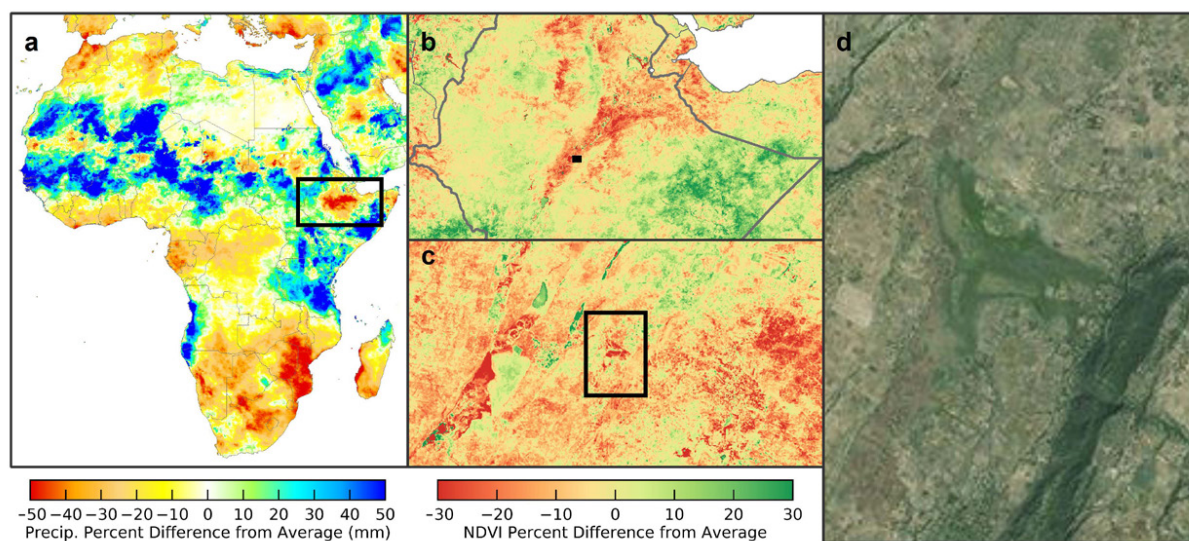 a
b
c
d
−50 −40 −30 −20 −10 0 10 20 30 40 50
Precip. Percent Difference from Average (mm)
−30 −20 −10 0 10 20 30
NDVI Percent Difference from Average